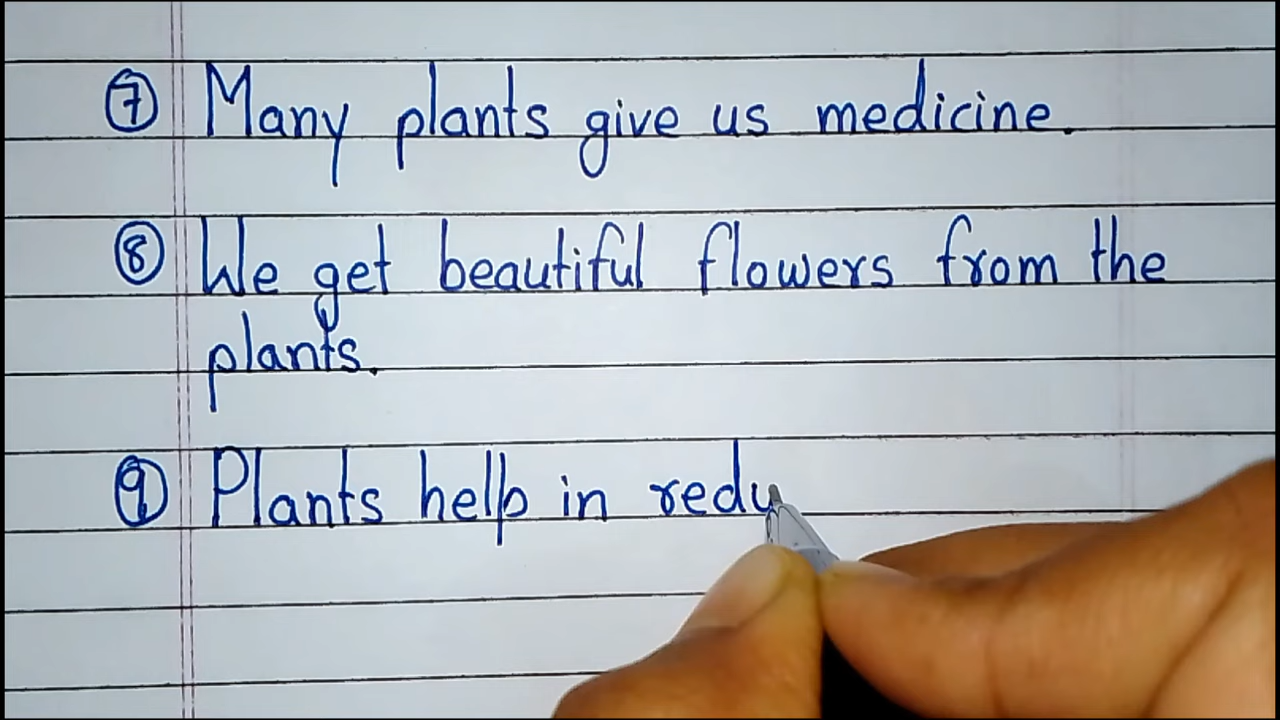 ⑦ Many plants give us medicine.
⑧ We get beautiful flowers from the
plants.
⑨ Plants help in redu